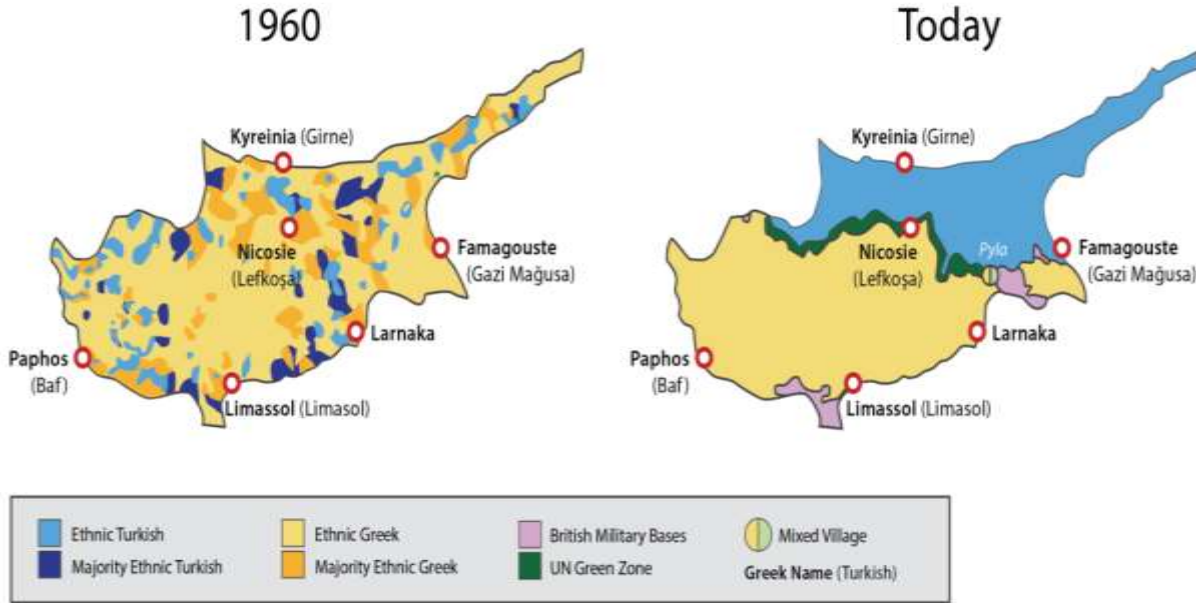 1960
Today
Kyreinia (Girne)
Nicosie
(Lefkoşa)
Famagouste
(Gazi Mağusa)
Larnaka
Paphos
(Baf)
Limassol (Limasol)
Kyreinia (Girne)
Nicosie
(Lefkoşa)
Pyla
Famagouste
(Gazi Mağusa)
Larnaka
Paphos
(Baf)
Limassol (Limasol)
Ethnic Turkish
Ethnic Greek
British Military Bases
Mixed Village
Majority Ethnic Turkish
Majority Ethnic Greek
UN Green Zone
Greek Name (Turkish)